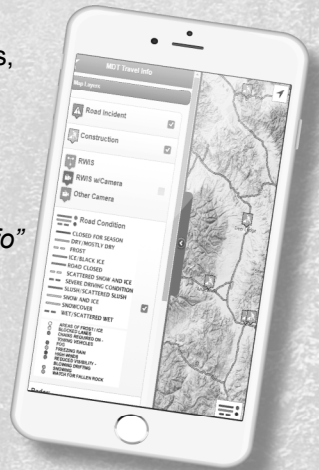 s,
fo”
MDT Travel Info
Map Layers
Road Incident
Construction
RWIS
RWIS w/Camera
Other Camera
Road Condition
CLOSED FOR SEASON
DRY/MOSTLY DRY
FROST
ICE/BLACK ICE
ROAD CLOSED
SCATTERED SNOW AND ICE
SEVERE DRIVING CONDITION
SLUSH/SCATTERED SLUSH
SNOW AND ICE
SNOWCOVER
WET/SCATTERED WET
AREAS OF FROST/ICE
BLOCKED LANES
CHAINS REQUIRED ON -
TOWING VEHICLES
FOG
FREEZING RAIN
HIGH WINDS
REDUCED VISIBILITY -
BLOWING DRIFTING
SNOWING
WATCH FOR FALLEN ROCK
Radar